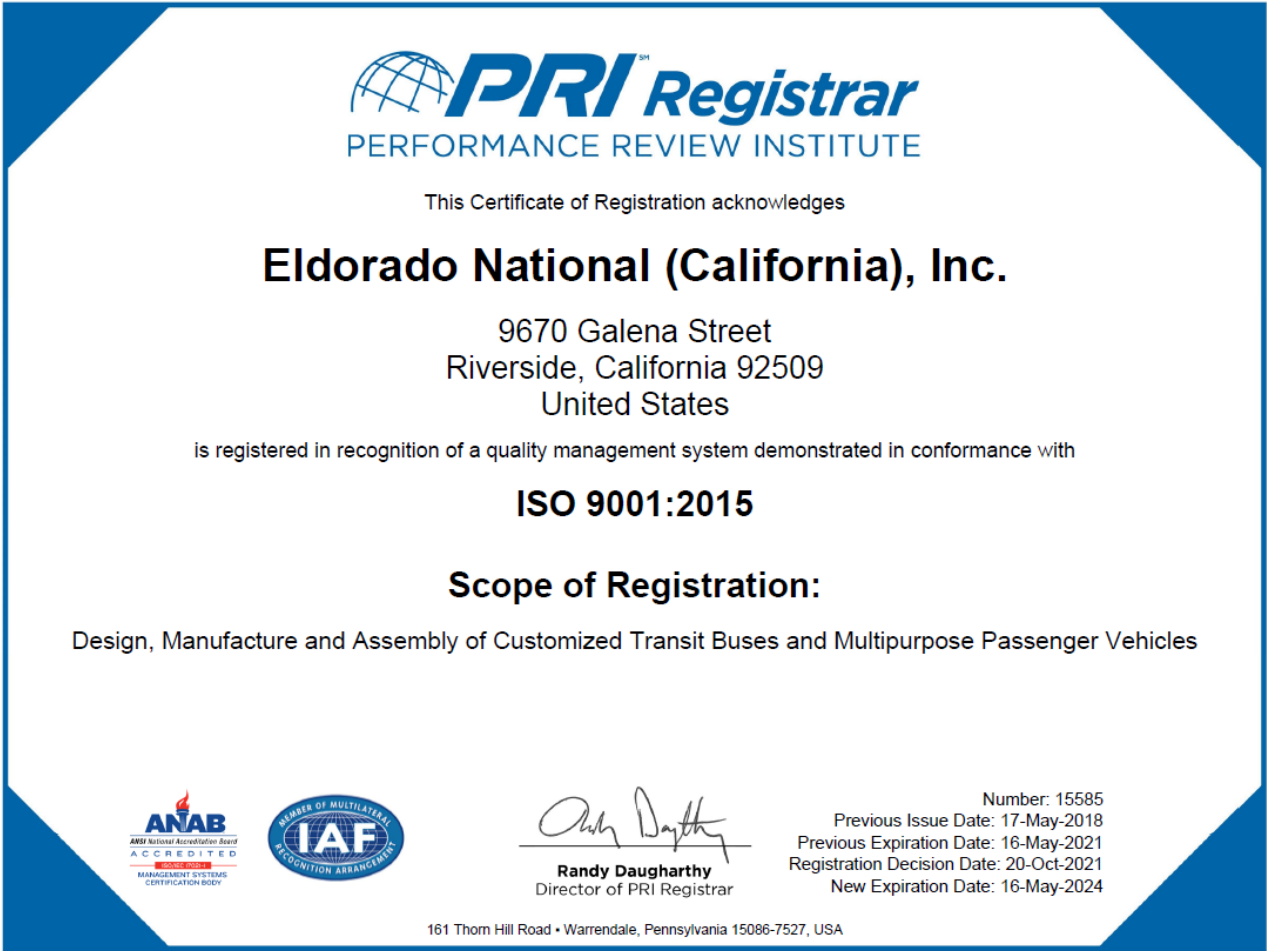 PRI℠ Registrar
PERFORMANCE REVIEW INSTITUTE
This Certificate of Registration acknowledges
Eldorado National (California), Inc.
9670 Galena Street
Riverside, California 92509
United States
is registered in recognition of a quality management system demonstrated in conformance with
ISO 9001:2015
Scope of Registration:
Design, Manufacture and Assembly of Customized Transit Buses and Multipurpose Passenger Vehicles
ANAB
ANSI National Accreditation Board
ACCREDITED
MANAGEMENT SYSTEMS
CERTIFICATION BODY
MEMBER OF MULTILATERAL
IAF
RECOGNITION ARRANGEMENT
Randy Daugharthy
Director of PRI Registrar
Number: 15585
Previous Issue Date: 17-May-2018
Previous Expiration Date: 16-May-2021
Registration Decision Date: 20-Oct-2021
New Expiration Date: 16-May-2024
161 Thorn Hill Road • Warrendale, Pennsylvania 15086-7527, USA